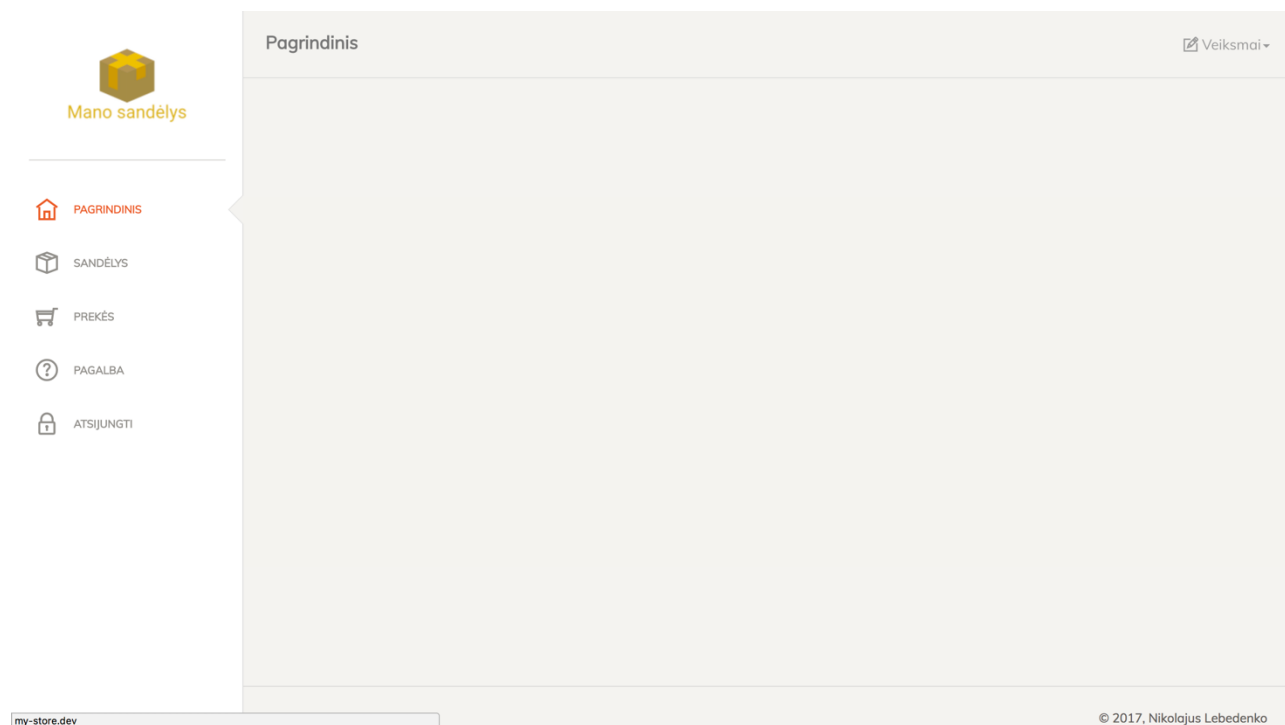 Mano sandėlys
PAGRINDINIS
SANDĖLYS
PREKĖS
PAGALBA
ATSIJUNGTI
Pagrindinis
Veiksmai
© 2017, Nikolajus Lebedenko
my-store.dev